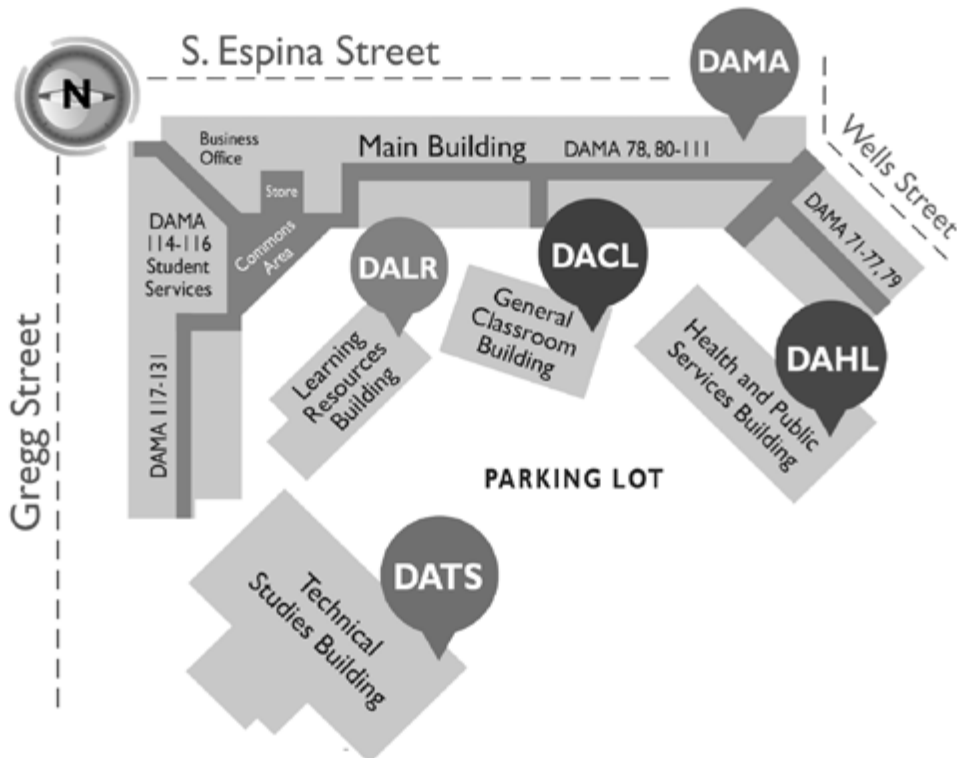 S. Espina Street
DAMA
N
Business
Office
Main Building
DAMA 78, 80-111
Wells Street
Store
DAMA
114-116
Student
Services
Commons
Area
DAMA 71-77, 79
DALR
DACL
General
Classroom
Building
DAHL
Health and Public
Services Building
Learning
Resources
Building
Gregg Street
DAMA 117-131
PARKING LOT
DATS
Technical
Studies Building